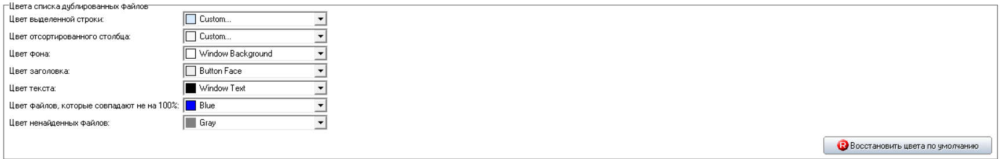 Цвета списка дублированных файлов
Цвет выделенной строки: Custom...
Цвет отсортированного столбца: Custom...
Цвет фона: Window Background
Цвет заголовка: Button Face
Цвет текста: Window Text
Цвет файлов, которые совпадают не на 100%: Blue
Цвет ненайденных файлов: Gray
R Восстановить цвета по умолчанию